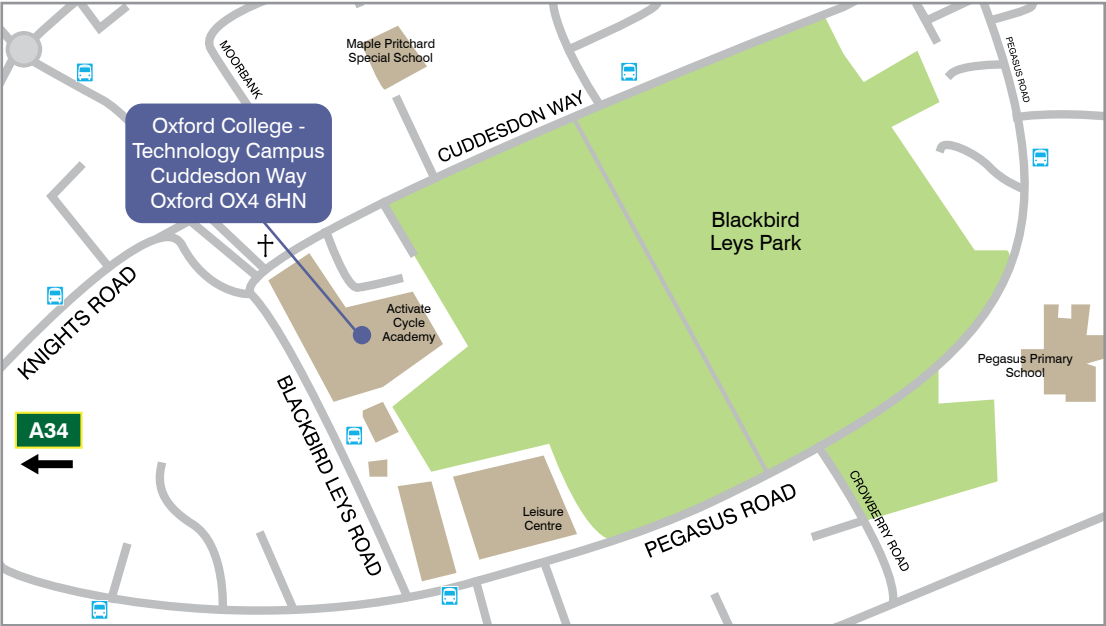 MOORBANK
Maple Pritchard
Special School
PEGASUS ROAD
CUDDESDON WAY
Oxford College -
Technology Campus
Cuddesdon Way
Oxford OX4 6HN
Blackbird
Leys Park
KNIGHTS ROAD
Activate
Cycle
Academy
Pegasus Primary
School
BLACKBIRD LEYS ROAD
A34
Leisure
Centre
PEGASUS ROAD
CROWBERRY ROAD